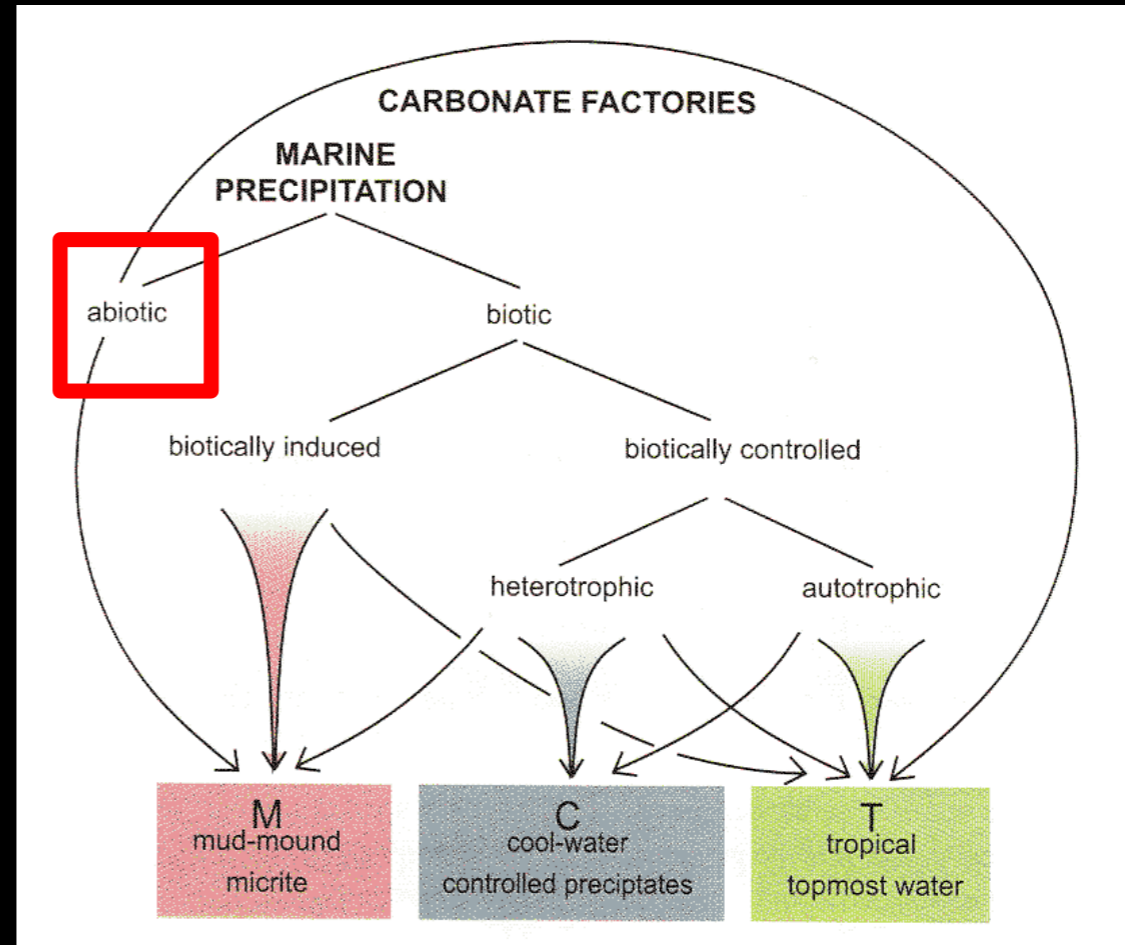 CARBONATE FACTORIES
MARINE
PRECIPITATION
abiotic
biotic
biotically induced
biotically controlled
heterotrophic
autotrophic
M
mud-mound
micrite
C
cool-water
controlled preciptates
T
tropical
topmost water